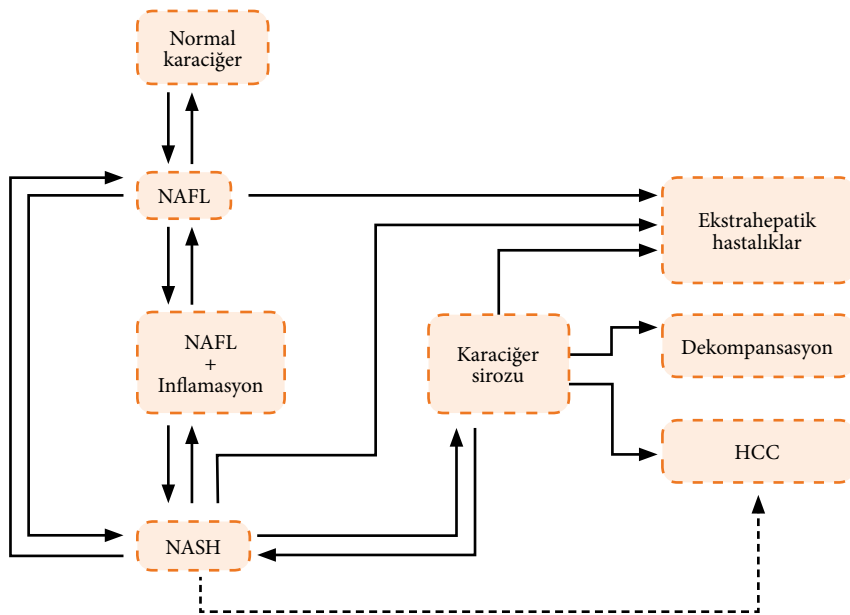 Normal
karaciğer
NAFL
Ekstrahepatik
hastalıklar
NAFL
+
Inflamasyon
Karaciğer
sirozu
Dekompansasyon
HCC
NASH